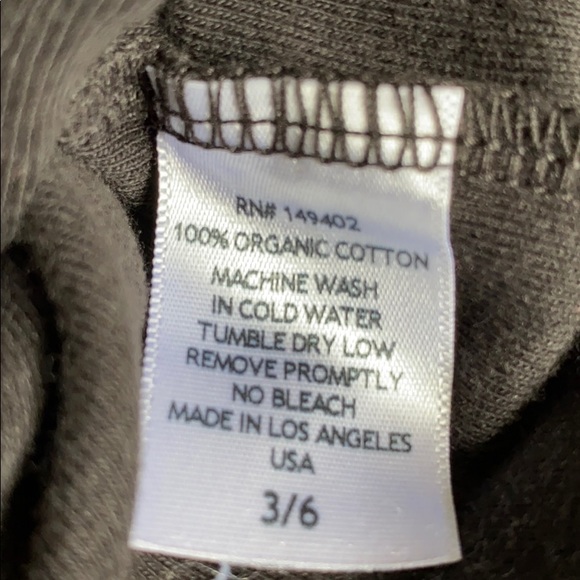 RN# 149402
100% ORGANIC COTTON
MACHINE WASH
IN COLD WATER
TUMBLE DRY LOW
REMOVE PROMPTLY
NO BLEACH
MADE IN LOS ANGELES
USA
3/6